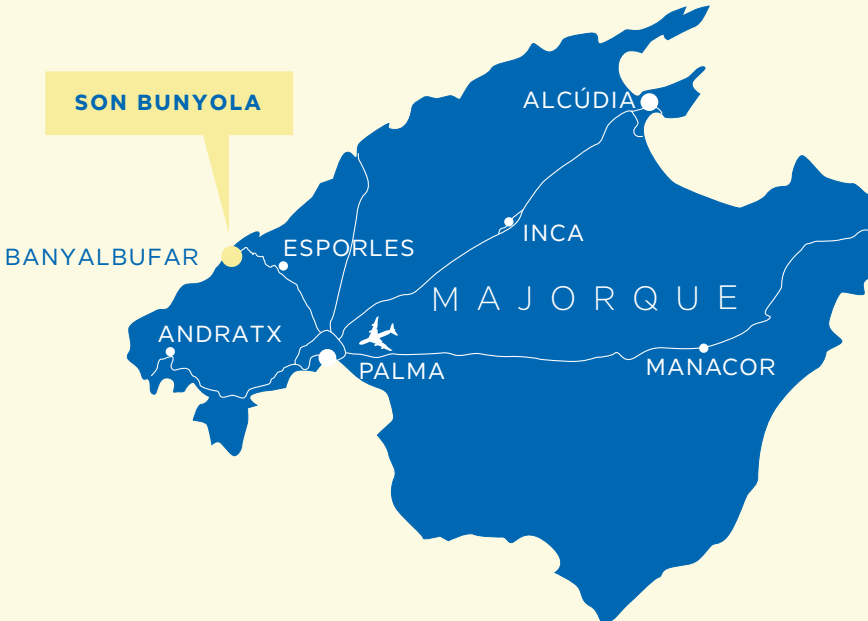 SON BUNYOLA
ALCÚDIA
INCA
BANYALBUFAR
ESPORLES
MAJORQUE
ANDRATX
PALMA
MANACOR